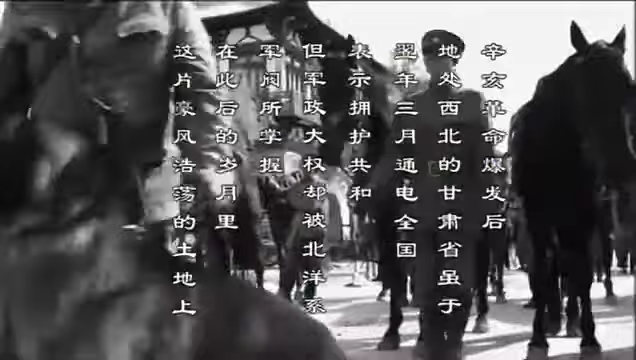 辛亥革命爆发后
地处西北的甘肃省虽于
翌年三月通电全国
表示拥护共和
但军政大权却被北洋系
军阀所掌握
在此后的岁月里
这片豪风浩荡的土地上